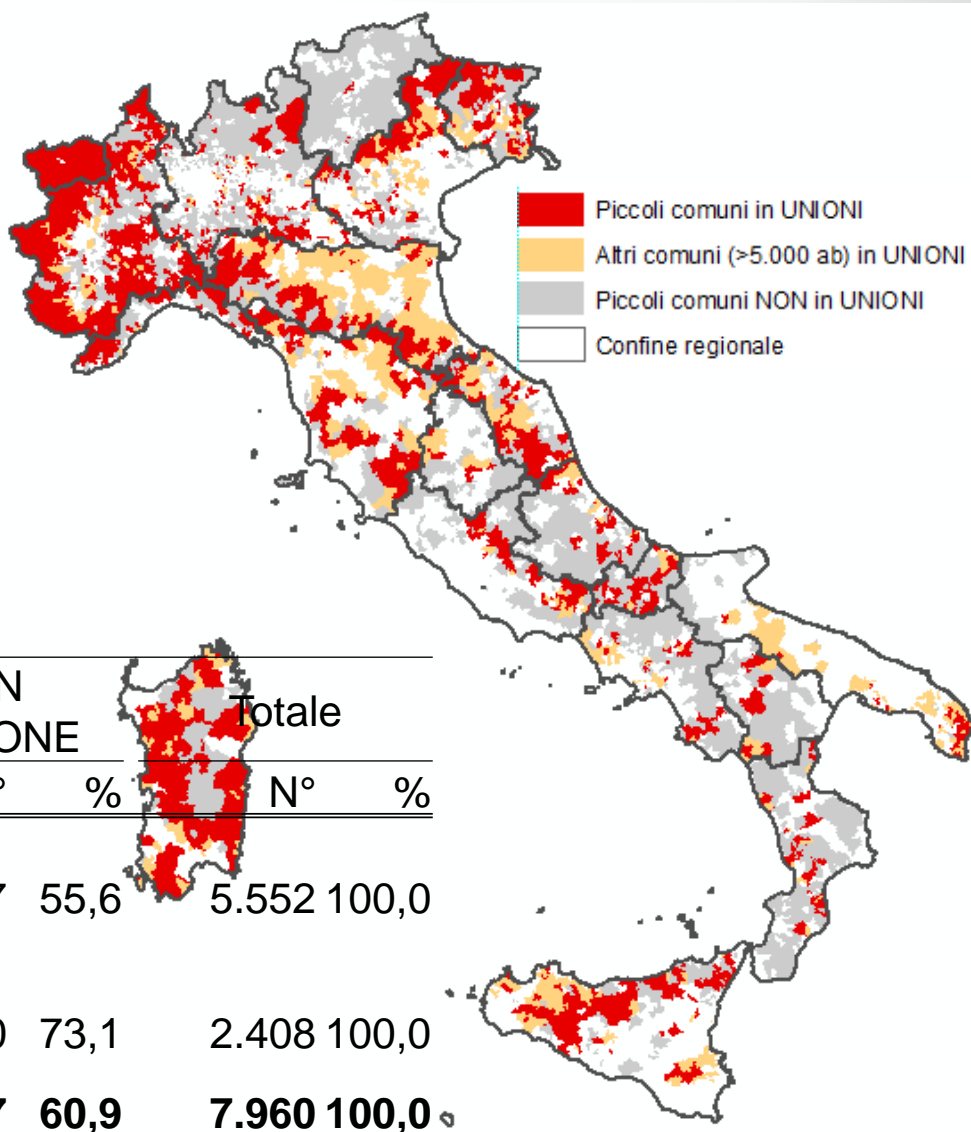 Piccoli comuni in UNIONI
Altri comuni (>5.000 ab) in UNIONI
Piccoli comuni NON in UNIONI
Confine regionale
Totale
% N° %
55,6 5.552 100,0
73,1 2.408 100,0
60,9 7.960 100,0